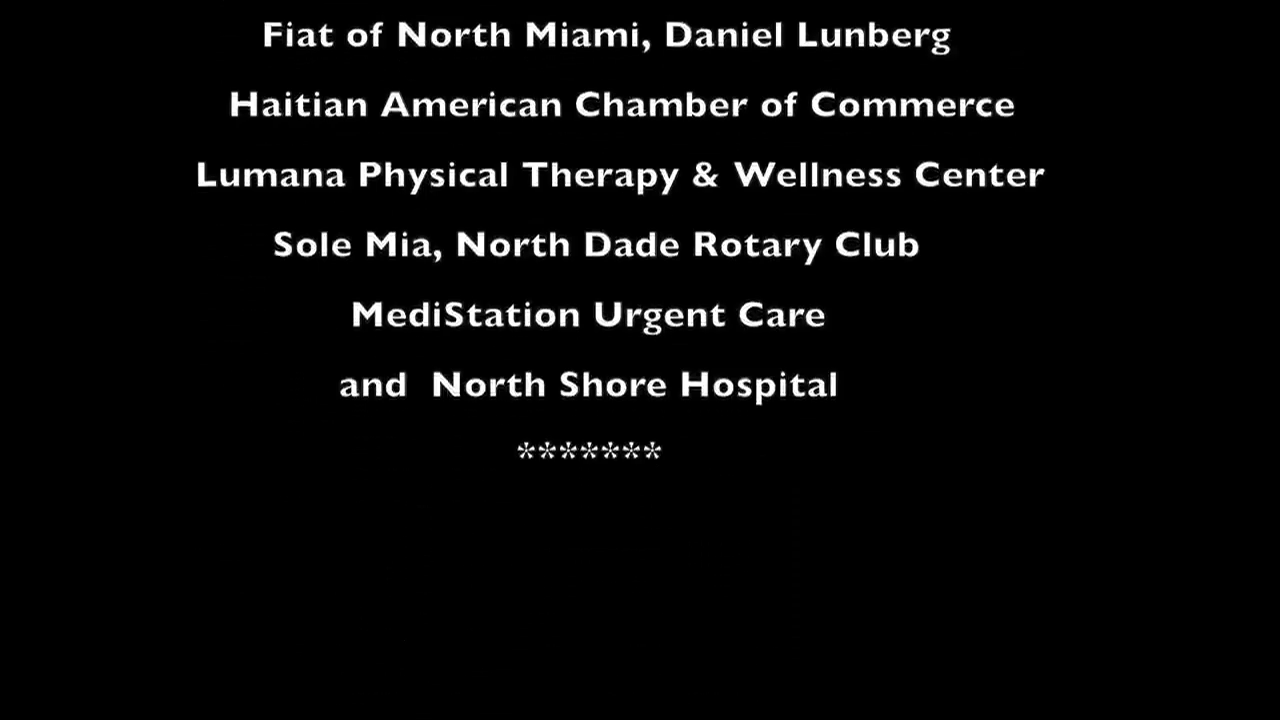 Fiat of North Miami, Daniel Lunberg
Haitian American Chamber of Commerce
Lumana Physical Therapy & Wellness Center
Sole Mia, North Dade Rotary Club
MediStation Urgent Care
and  North Shore Hospital
*******